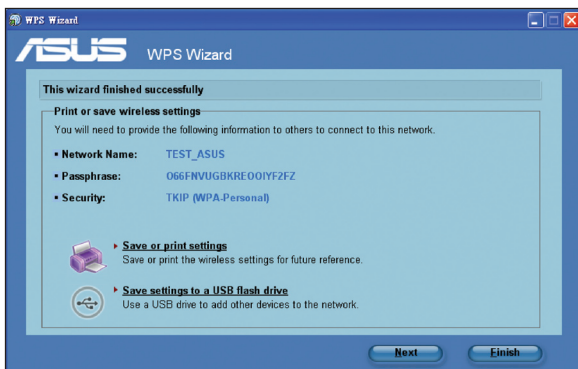 WPS Wizard
ASUS WPS Wizard
This wizard finished successfully
Print or save wireless settings
You will need to provide the following information to others to connect to this network.
Network Name: TEST_ASUS
Passphrase: O66FNVUGBKREOOIYF2FZ
Security: TKIP (WPA-Personal)
Save or print settings
Save or print the wireless settings for future reference.
Save settings to a USB flash drive
Use a USB drive to add other devices to the network.
Next Finish